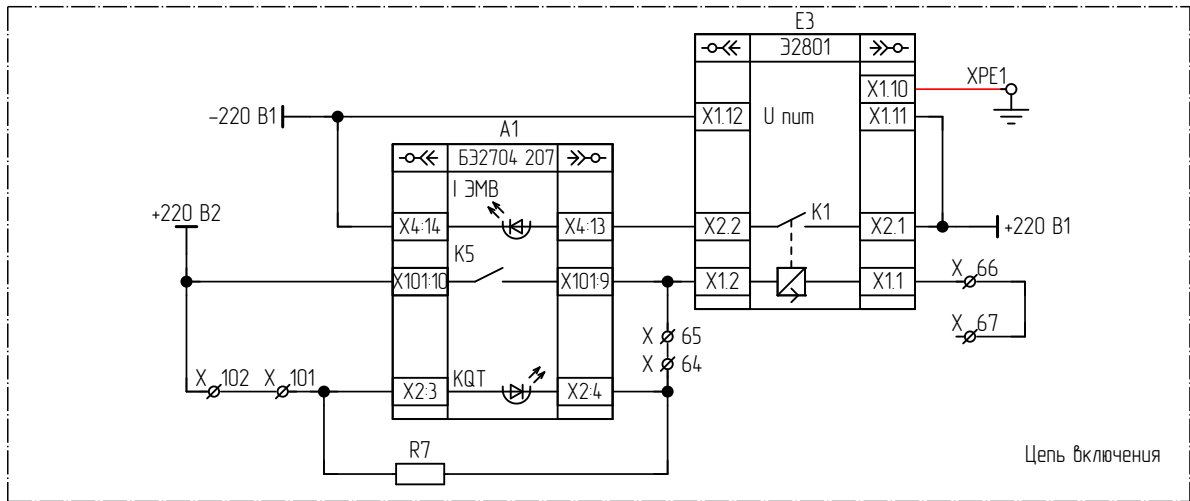 E3
Э2801
X1.10
XPE1
-220 В1
X1.12
U пит
X1.11
A1
БЭ2704 207
I ЭМВ
+220 В2
X4:14
X4:13
X2.2
K1
X2.1
+220 В1
K5
X101:10
X101:9
X1.2
X1.1
X 66
X 65
X 67
X 64
X 102
X 101
X2:3
KQT
X2:4
R7
Цепь включения